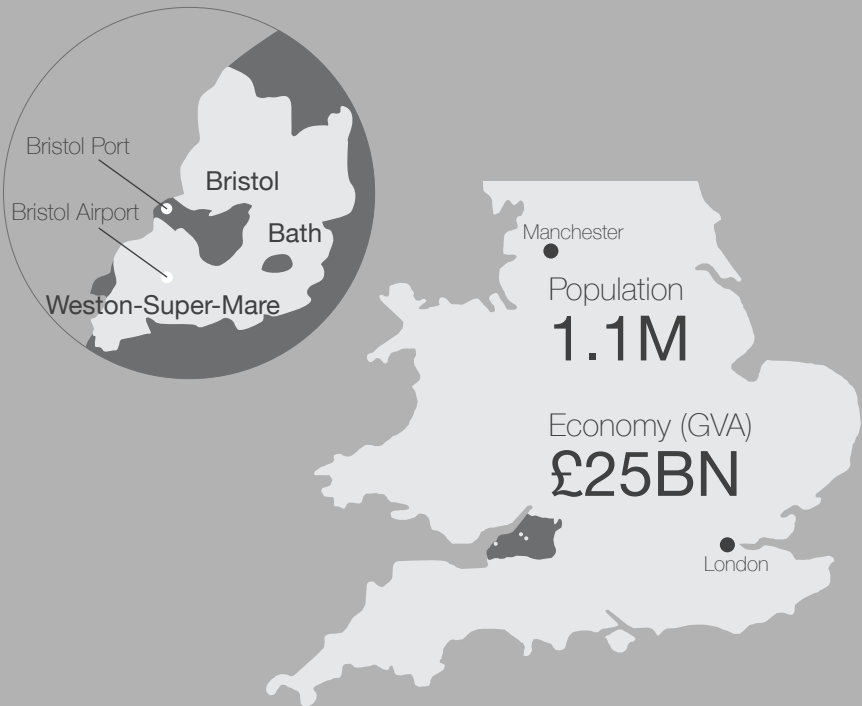 Bristol Port
Bristol
Bristol Airport
Bath
Weston-Super-Mare
Manchester
Population
1.1M
Economy (GVA)
£25BN
London